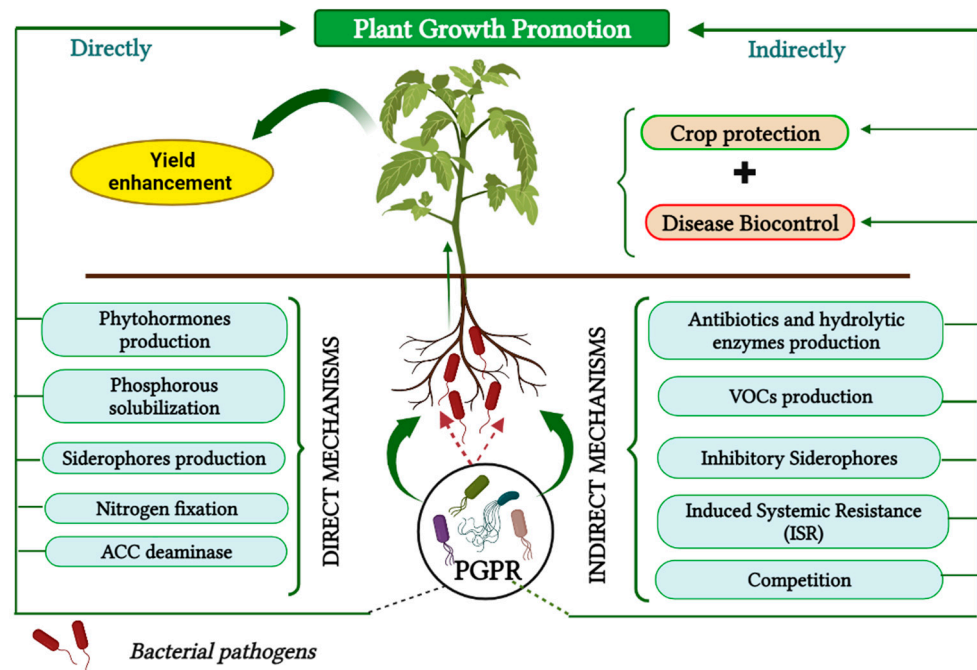 Plant Growth Promotion
Directly
Indirectly
Yield
enhancement
Crop protection
+
Disease Biocontrol
Phytohormones
production
Phosphorous
solubilization
Siderophores production
Nitrogen fixation
ACC deaminase
DIRECT MECHANISMS
PGPR
INDIRECT MECHANISMS
Antibiotics and hydrolytic
enzymes production
VOCs production
Inhibitory Siderophores
Induced Systemic Resistance
(ISR)
Competition
Bacterial pathogens